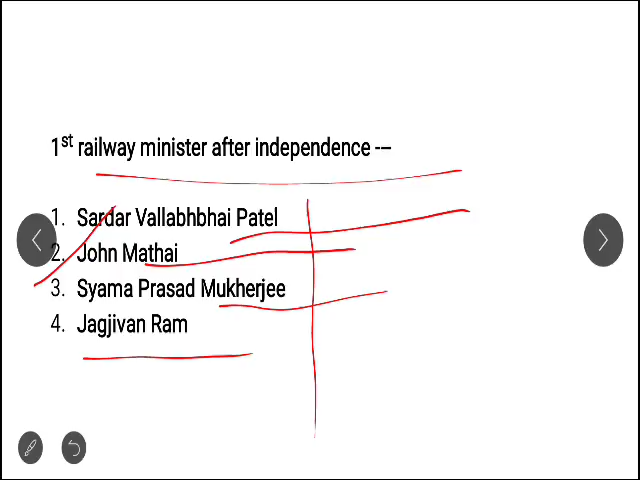 1st railway minister after independence ---
1. Sardar Vallabhbhai Patel
2. John Mathai
3. Syama Prasad Mukherjee
4. Jagjivan Ram